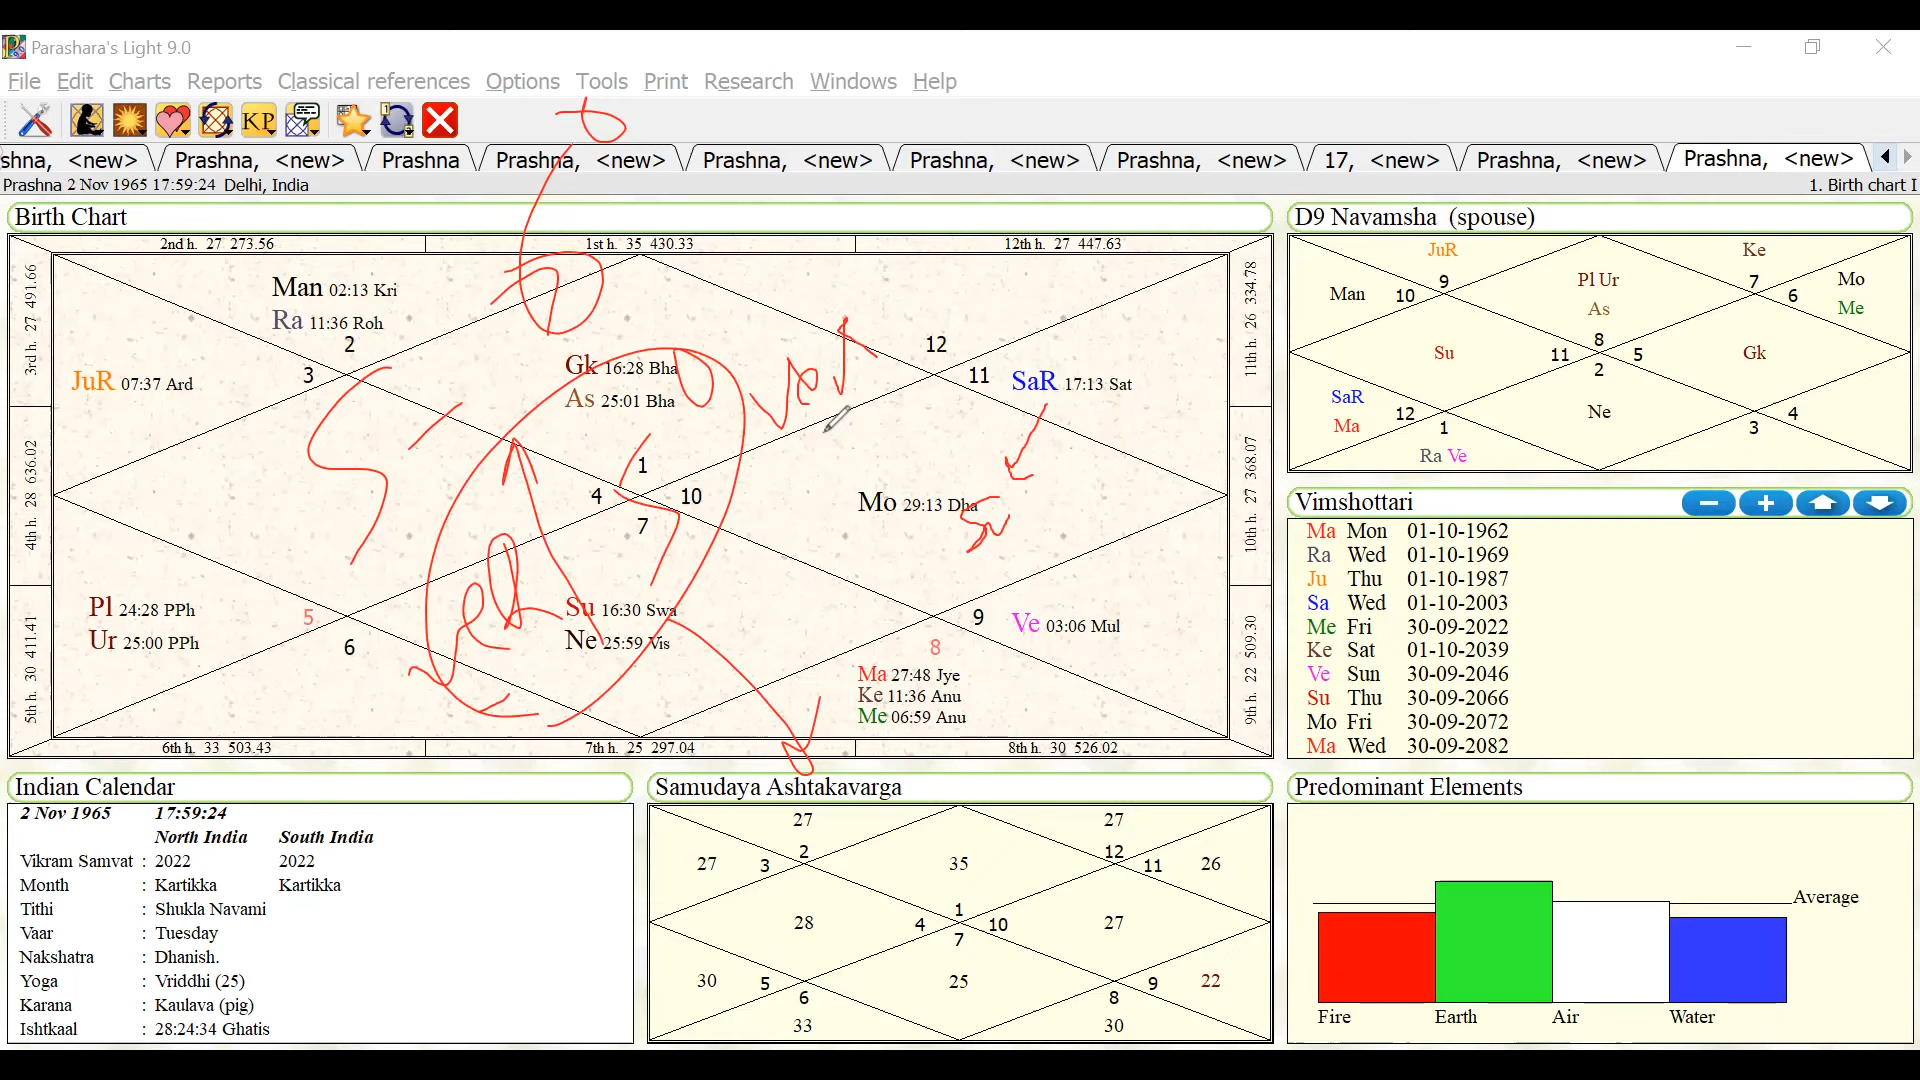 Parashara's Light 9.0
File Edit Charts Reports Classical references Options Tools Print Research Windows Help
KP
shna, <new> Prashna, <new> Prashna Prashna, <new> Prashna, <new> Prashna, <new> Prashna, <new> 17, <new> Prashna, <new> Prashna, <new>
Prashna 2 Nov 1965 17:59:24 Delhi, India 1. Birth chart I
Birth Chart
2nd h. 27 273.56 1st h. 35 430.33 12th h. 27 447.63
3rd h. 27 491.66
4th h. 28 636.02
5th h. 30 411.41
11th h. 26 334.78
10th h. 27 368.07
9th h. 22 509.30
Man 02:13 Kri
Ra 11:36 Roh
2
3
JuR 07:37 Ard
Gk 16:28 Bha
As 25:01 Bha
12
11
SaR 17:13 Sat
1
4 10
7
Mo 29:13 Dha
Pl 24:28 PPh
Ur 25:00 PPh
5
6
Su 16:30 Swa
Ne 25:59 Vis
9
8
Ve 03:06 Mul
Ma 27:48 Jye
Ke 11:36 Anu
Me 06:59 Anu
6th h. 33 503.43 7th h. 25 297.04 8th h. 30 526.02
D9 Navamsha (spouse)
JuR
9
Man 10
Pl Ur
As
Ke
7
6
Mo
Me
Su
11
8
5
2
Gk
SaR
Ma
12
1
Ra Ve
Ne
4
3
Vimshottari
Ma Mon 01-10-1962
Ra Wed 01-10-1969
Ju Thu 01-10-1987
Sa Wed 01-10-2003
Me Fri 30-09-2022
Ke Sat 01-10-2039
Ve Sun 30-09-2046
Su Thu 30-09-2066
Mo Fri 30-09-2072
Ma Wed 30-09-2082
Indian Calendar
2 Nov 1965 17:59:24
North India South India
Vikram Samvat : 2022 2022
Month : Kartikka Kartikka
Tithi : Shukla Navami
Vaar : Tuesday
Nakshatra : Dhanish.
Yoga : Vriddhi (25)
Karana : Kaulava (pig)
Ishtkaal : 28:24:34 Ghatis
Samudaya Ashtakavarga
27 27
2 12
27 3 35 11 26
1
28 4 10 27
7
30 5 25 9 22
6 8
33 30
Predominant Elements
Average
Fire Earth Air Water